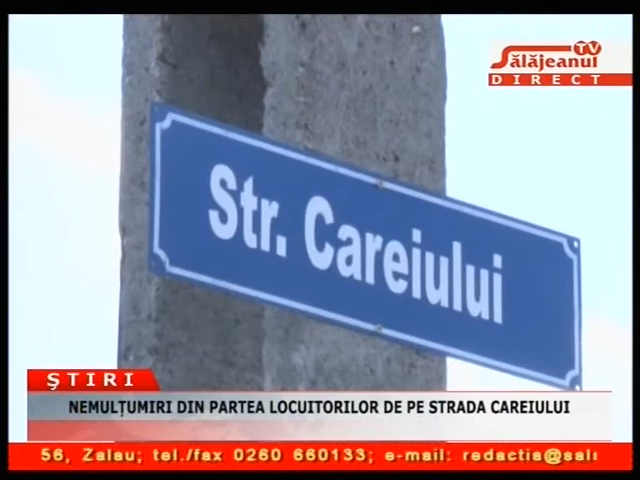 Sălăjeanul TV
DIRECT
Str. Careiului
ŞTIRI
NEMULȚUMIRI DIN PARTEA LOCUITORILOR DE PE STRADA CAREIULUI
56, Zalau; tel./fax 0260 660133; e-mail: redactia@sal